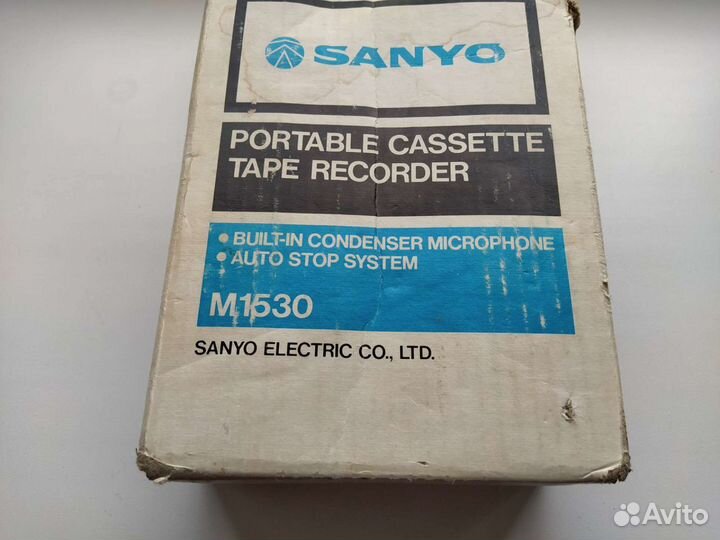 SANYO
PORTABLE CASSETTE
TAPE RECORDER
• BUILT-IN CONDENSER MICROPHONE
• AUTO STOP SYSTEM
M1530
SANYO ELECTRIC CO., LTD.
Avito